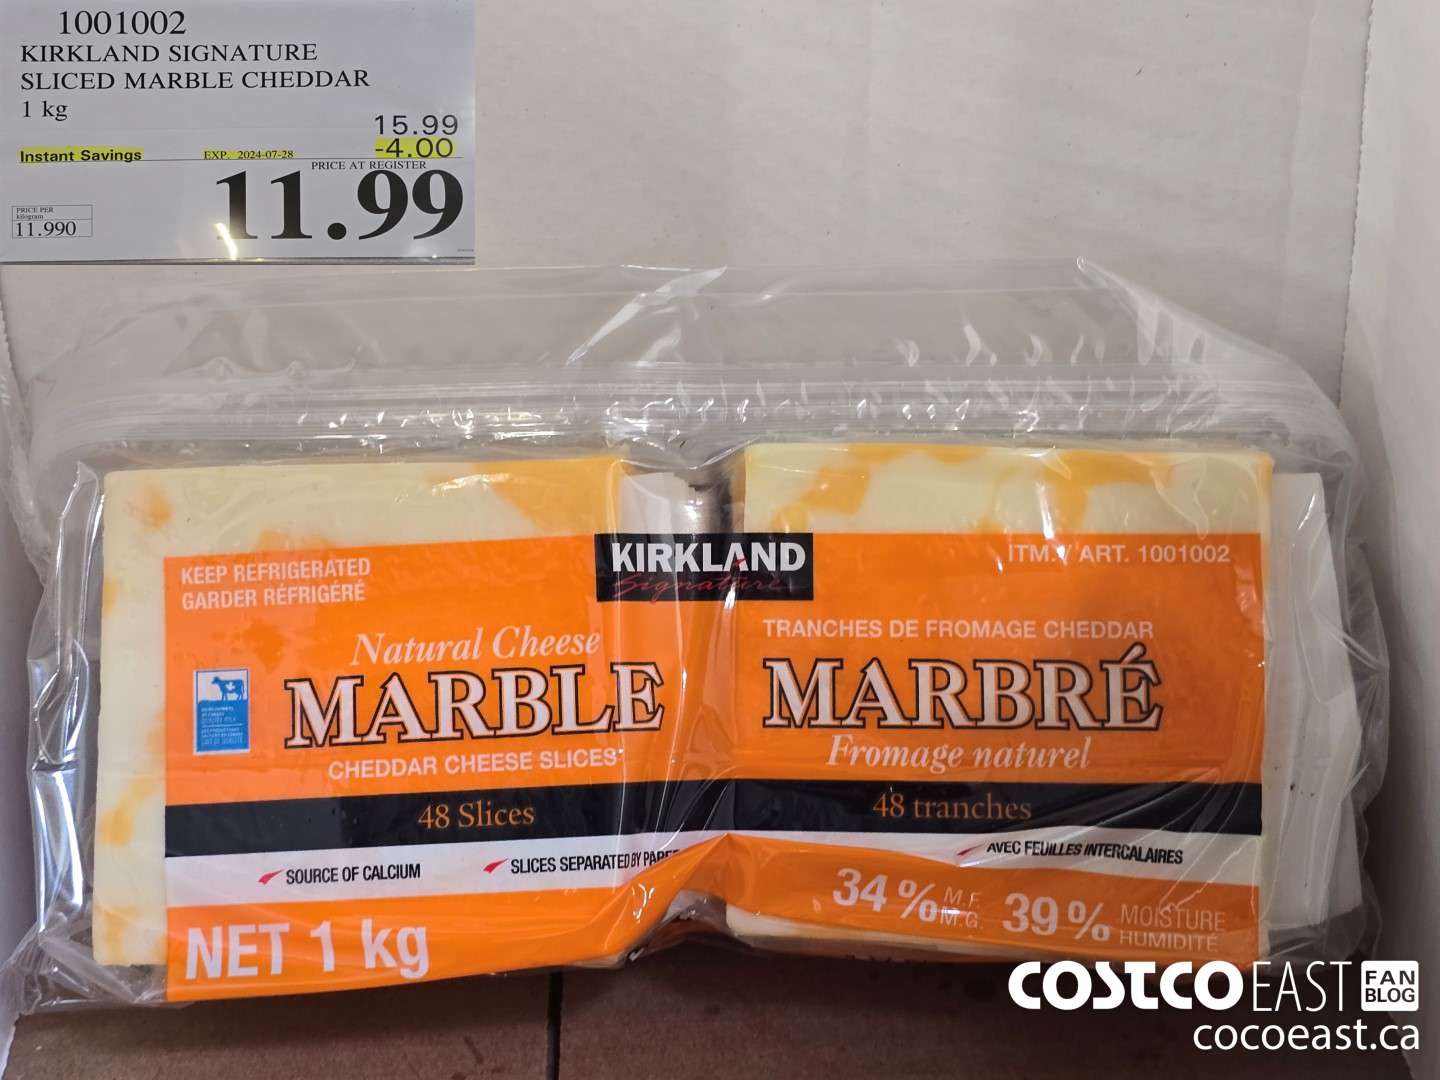 1001002
KIRKLAND SIGNATURE
SLICED MARBLE CHEDDAR
1 kg
15.99
Instant Savings EXP. 2024-07-28 -4.00
PRICE AT REGISTER
11.99
PRICE PER
kilogram
11.990
KIRKLAND
Signature
KEEP REFRIGERATED
GARDER RÉFRIGÉRÉ
Natural Cheese
MARBLE
CHEDDAR CHEESE SLICES
48 Slices
SOURCE OF CALCIUM
SLICES SEPARATED BY PAPE
NET 1 kg
ITM. / ART. 1001002
TRANCHES DE FROMAGE CHEDDAR
MARBRÉ
Fromage naturel
48 tranches
AVEC FEUILLES INTERCALAIRES
34% M.F.
M.G.
39% MOISTURE
HUMIDITÉ
COSTCO EAST FAN
BLOG
cocoeast.ca